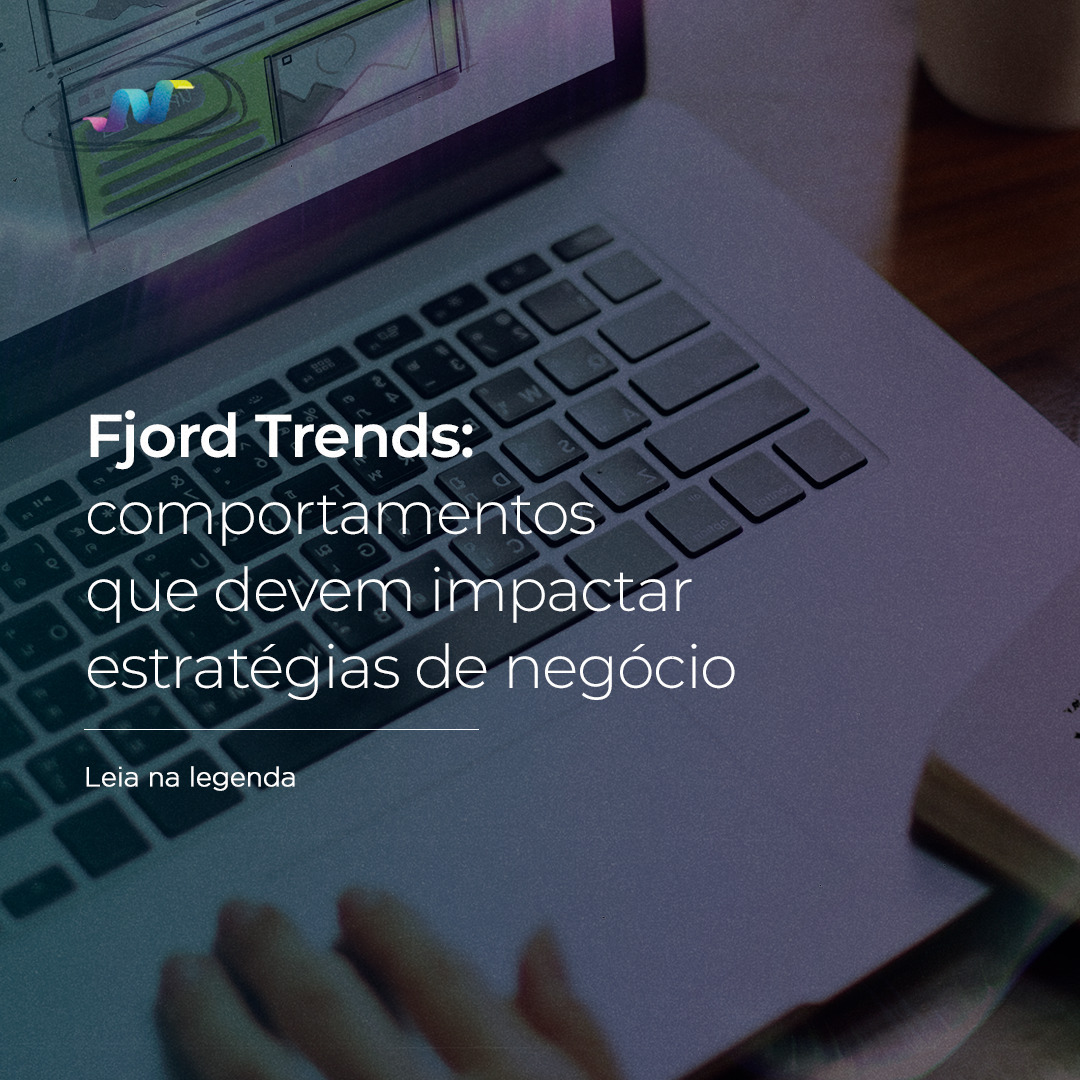 Fjord Trends:
comportamentos
que devem impactar
estratégias de negócio
Leia na legenda